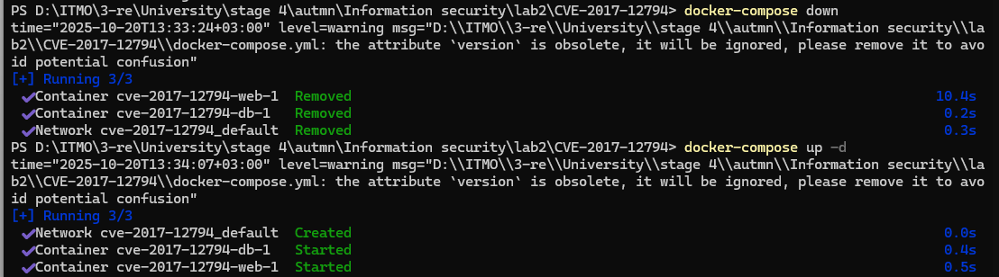 PS D:\ITMO\3-re\University\stage 4\autmn\Information security\lab2\CVE-2017-12794> docker-compose down
time="2025-10-20T13:33:24+03:00" level=warning msg="D:\\ITMO\\3-re\\University\\stage 4\\autmn\\Information security\\la
b2\\CVE-2017-12794\\docker-compose.yml: the attribute `version` is obsolete, it will be ignored, please remove it to avo
id potential confusion"
[+] Running 3/3
✔Container cve-2017-12794-web-1  Removed 10.4s
✔Container cve-2017-12794-db-1  Removed 0.2s
✔Network cve-2017-12794_default  Removed 0.3s
PS D:\ITMO\3-re\University\stage 4\autmn\Information security\lab2\CVE-2017-12794> docker-compose up -d
time="2025-10-20T13:34:07+03:00" level=warning msg="D:\\ITMO\\3-re\\University\\stage 4\\autmn\\Information security\\la
b2\\CVE-2017-12794\\docker-compose.yml: the attribute `version` is obsolete, it will be ignored, please remove it to avo
id potential confusion"
[+] Running 3/3
✔Network cve-2017-12794_default  Created 0.0s
✔Container cve-2017-12794-db-1  Started 0.4s
✔Container cve-2017-12794-web-1  Started 0.5s